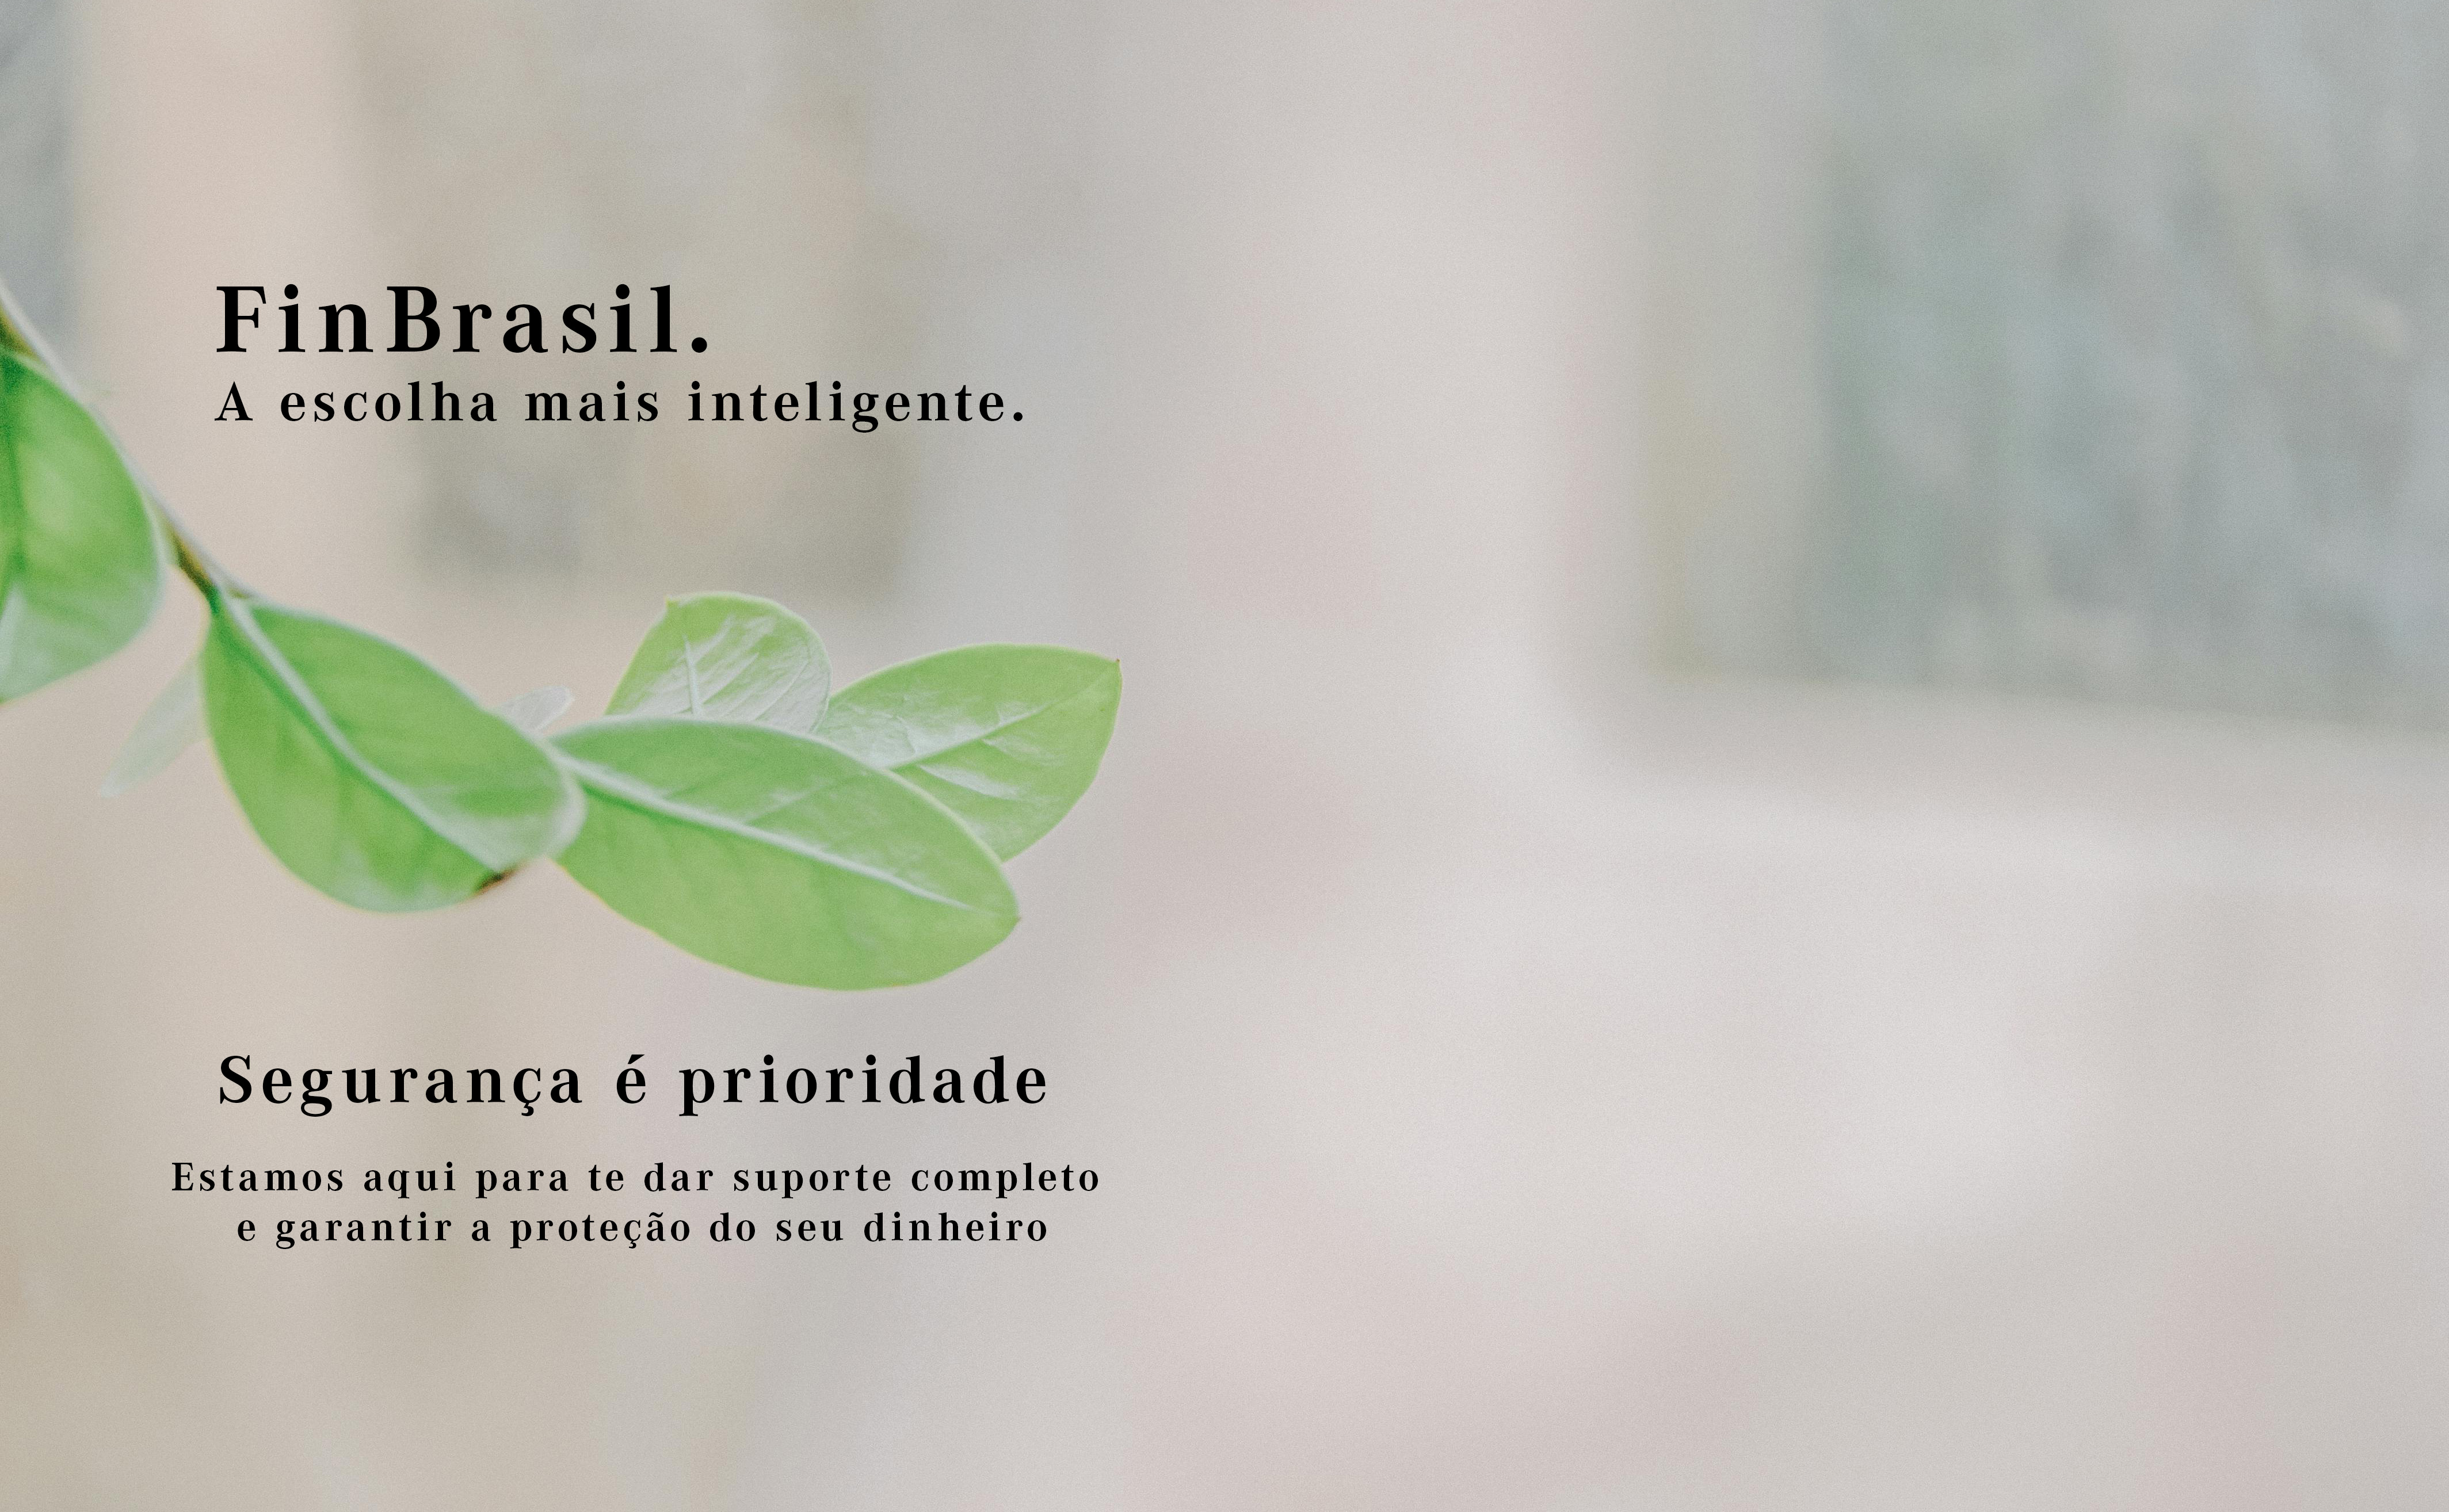 FinBrasil.
A escolha mais inteligente.
Segurança é prioridade
Estamos aqui para te dar suporte completo
e garantir a proteção do seu dinheiro